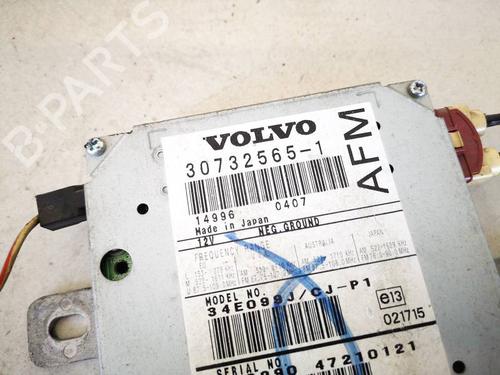 VOLVO
30732565-1
AFM
14996 0407
Made in Japan
12V NEG.GROUND
FREQUENCY RANGE
AUSTRALIA
JAPAN
MODEL NO.
34E099J/CJ-P1
e13
021715
SERIAL NO.
47210121
B-PARTS